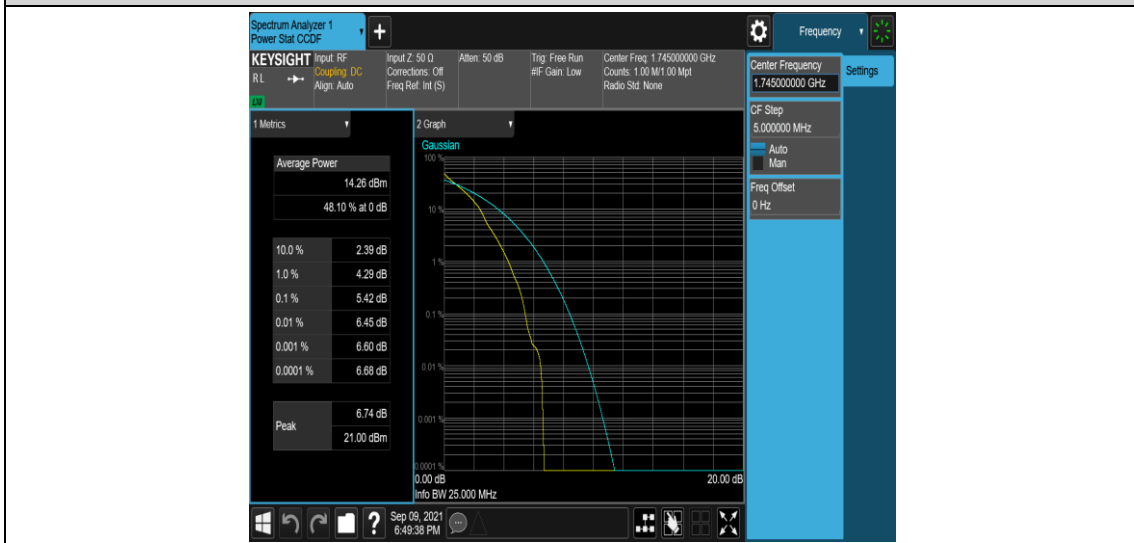 Spectrum Analyzer 1
Power Stat CCDF
+
Frequency
KEYSIGHT
R L
LXI
Input: RF
Coupling: DC
Align: Auto
Input Z: 50 Ω
Corrections: Off
Freq Ref: Int (S)
Atten: 50 dB
Trig: Free Run
#IF Gain: Low
Center Freq: 1.745000000 GHz
Counts: 1.00 M/1.00 Mpt
Radio Std: None
Center Frequency
1.745000000 GHz
Settings
CF Step
5.000000 MHz
Auto
Man
Freq Offset
0 Hz
1 Metrics
Average Power
14.26 dBm
48.10 % at 0 dB
10.0 % 2.39 dB
1.0 % 4.29 dB
0.1 % 5.42 dB
0.01 % 6.45 dB
0.001 % 6.60 dB
0.0001 % 6.68 dB
Peak 6.74 dB
21.00 dBm
2 Graph
Gaussian
100 %
10 %
1 %
0.1 %
0.01 %
0.001 %
0.0001 %
0.00 dB 20.00 dB
Info BW 25.000 MHz
?
Sep 09, 2021
6:49:38 PM